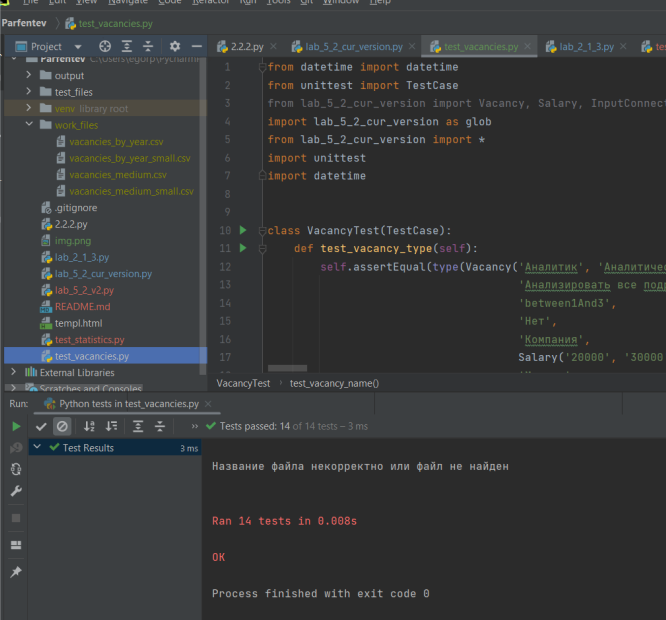 File Edit View Navigate Code Refactor Run Tools Git Window Help
Parfentev test_vacancies.py
Project
2.2.2.py
lab_5_2_cur_version.py
test_vacancies.py
lab_2_1_3.py
Parfentev
output
test_files
venv library root
work_files
vacancies_by_year.csv
vacancies_by_year_small.csv
vacancies_medium.csv
vacancies_medium_small.csv
.gitignore
2.2.2.py
img.png
lab_2_1_3.py
lab_5_2_cur_version.py
lab_5_2_v2.py
README.md
templ.html
test_statistics.py
test_vacancies.py
External Libraries
Scratches and Consoles
1 from datetime import datetime
2 from unittest import TestCase
3 from lab_5_2_cur_version import Vacancy, Salary, InputConnect
4 import lab_5_2_cur_version as glob
5 from lab_5_2_cur_version import *
6 import unittest
7 import datetime
8
9
10 class VacancyTest(TestCase):
11 def test_vacancy_type(self):
12 self.assertEqual(type(Vacancy('Аналитик', 'Аналитичес
13 'Анализировать все подр
14 'between1And3',
15 'Нет',
16 'Компания',
17 Salary('20000', '30000
VacancyTest test_vacancy_name()
Run: Python tests in test_vacancies.py
Tests passed: 14 of 14 tests – 3 ms
Test Results 3 ms
Название файла некорректно или файл не найден
Ran 14 tests in 0.008s
OK
Process finished with exit code 0